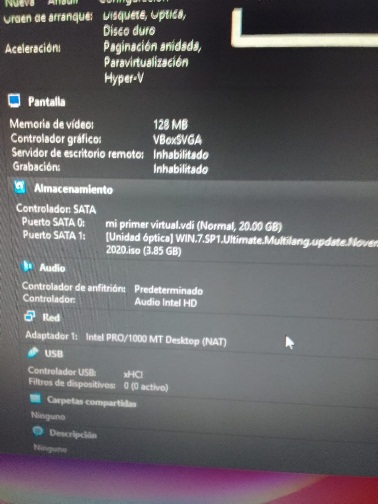 Nueva Añadir Configuración
Orden de arranque: Disquete, Óptica,
Disco duro
Aceleración: Paginación anidada,
Paravirtualización
Hyper-V
Pantalla
Memoria de vídeo: 128 MB
Controlador gráfico: VBoxSVGA
Servidor de escritorio remoto: Inhabilitado
Grabación: Inhabilitado
Almacenamiento
Controlador: SATA
Puerto SATA 0: mi primer virtual.vdi (Normal, 20.00 GB)
Puerto SATA 1: [Unidad óptica] WIN.7.SP1.Ultimate.Multilang.update.Nover
2020.iso (3.85 GB)
Audio
Controlador de anfitrión: Predeterminado
Controlador: Audio Intel HD
Red
Adaptador 1: Intel PRO/1000 MT Desktop (NAT)
USB
Controlador USB: xHCI
Filtros de dispositivos: 0 (0 activo)
Carpetas compartidas
Ninguno
Descripción
Ninguno